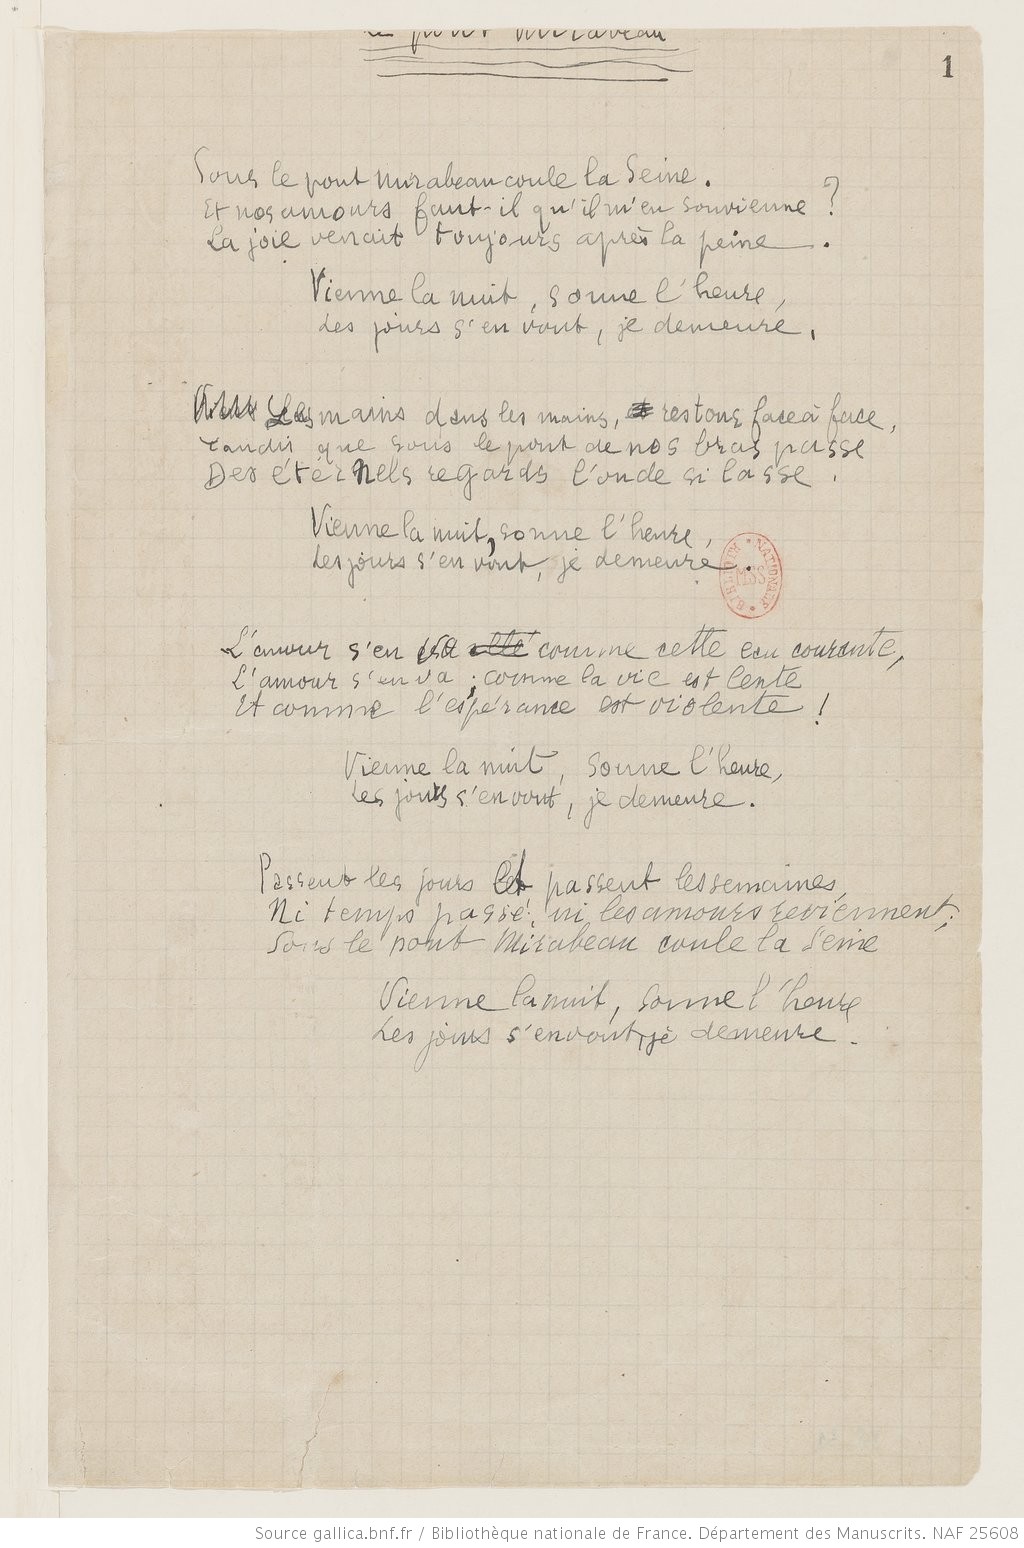 Le pont Mirabeau
1
Sous le pont Mirabeau coule la Seine.
Et nos amours faut-il qu'il m'en souvienne ?
La joie venait toujours après la peine.
Vienne la nuit, sonne l'heure,
Les jours s'en vont, je demeure.
Les mains dans les mains, restons face à face,
Tandis que sous le pont de nos bras passe
Des éternels regards l'onde si lasse.
Vienne la nuit, sonne l'heure,
Les jours s'en vont, je demeure.
BIBLIOTH NATIONALE
MSS
L'amour s'en va comme cette eau courante,
L'amour s'en va ; comme la vie est lente
Et comme l'espérance est violente !
Vienne la nuit, sonne l'heure,
Les jours s'en vont, je demeure.
Passent les jours et passent les semaines,
Ni temps passé, ni les amours reviennent;
Sous le pont Mirabeau coule la Seine
Vienne la nuit, sonne l'heure
Les jours s'en vont, je demeure.
Source gallica.bnf.fr / Bibliothèque nationale de France. Département des Manuscrits. NAF 25608